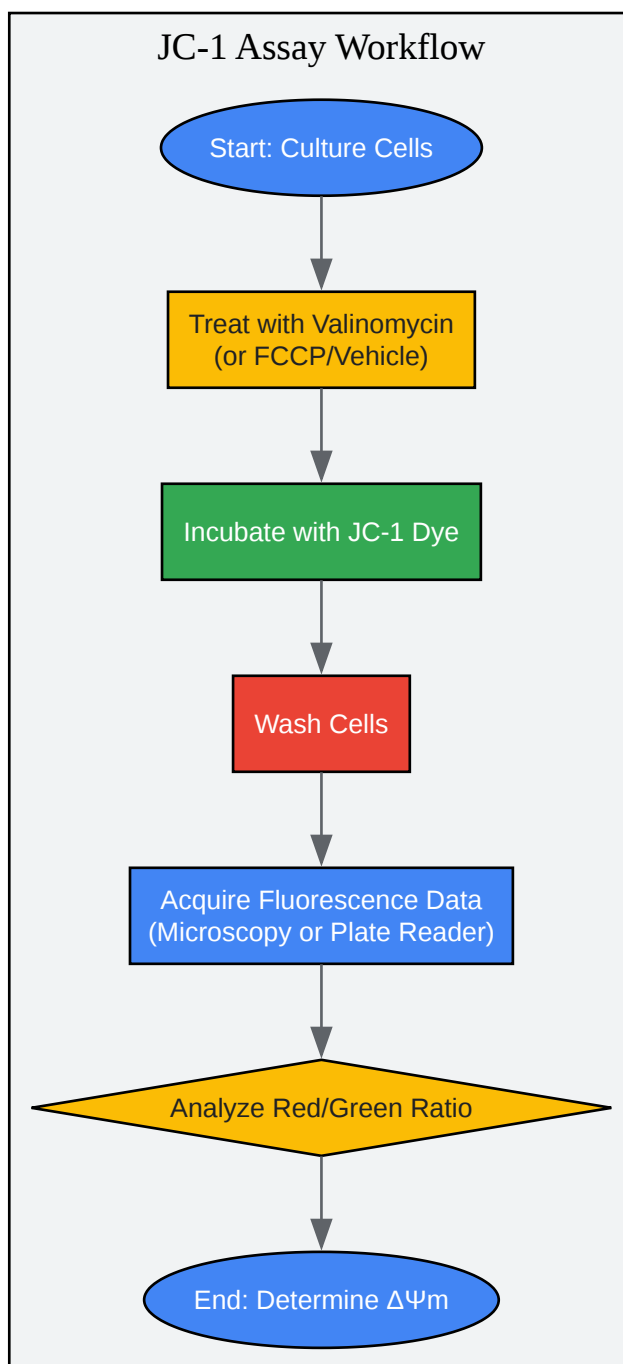 JC-1 Assay Workflow
Start: Culture Cells
Treat with Valinomycin
(or FCCP/Vehicle)
Incubate with JC-1 Dye
Wash Cells
Acquire Fluorescence Data
(Microscopy or Plate Reader)
Analyze Red/Green Ratio
End: Determine ΔΨm